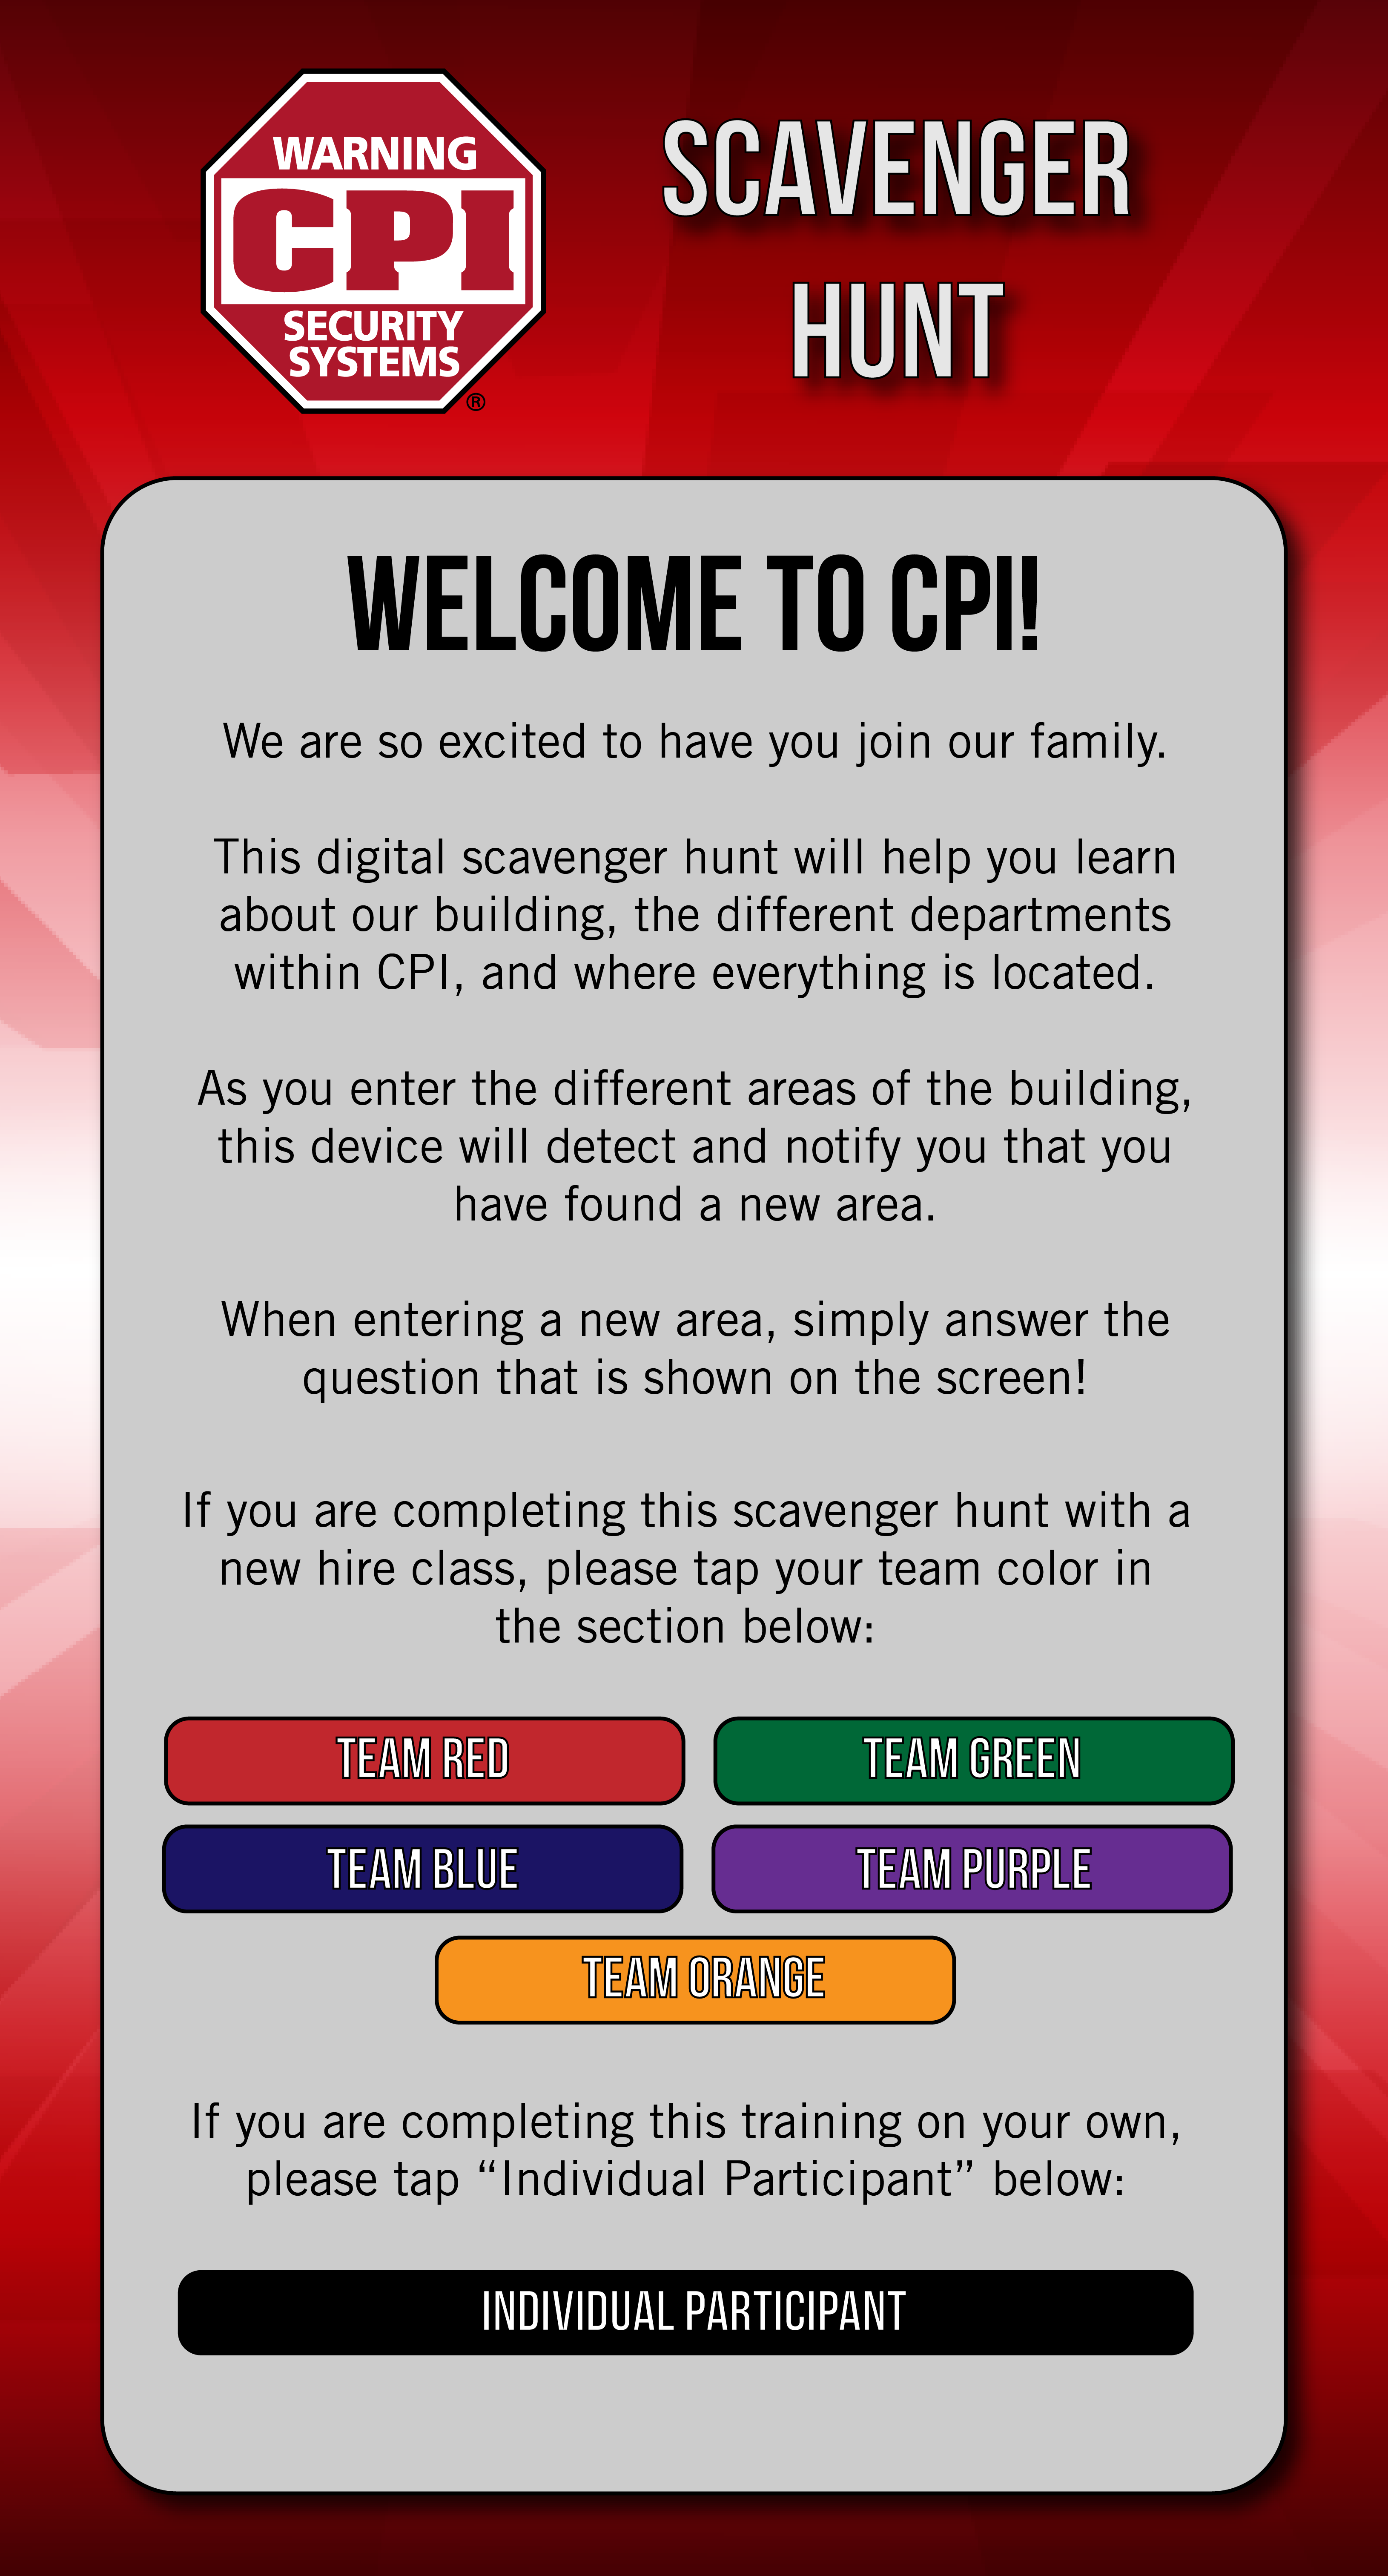 WARNING
CPI
SECURITY
SYSTEMS
®
SCAVENGER
HUNT
WELCOME TO CPI!
We are so excited to have you join our family.
This digital scavenger hunt will help you learn
about our building, the different departments
within CPI, and where everything is located.
As you enter the different areas of the building,
this device will detect and notify you that you
have found a new area.
When entering a new area, simply answer the
question that is shown on the screen!
If you are completing this scavenger hunt with a
new hire class, please tap your team color in
the section below:
TEAM RED
TEAM GREEN
TEAM BLUE
TEAM PURPLE
TEAM ORANGE
If you are completing this training on your own,
please tap “Individual Participant” below:
INDIVIDUAL PARTICIPANT